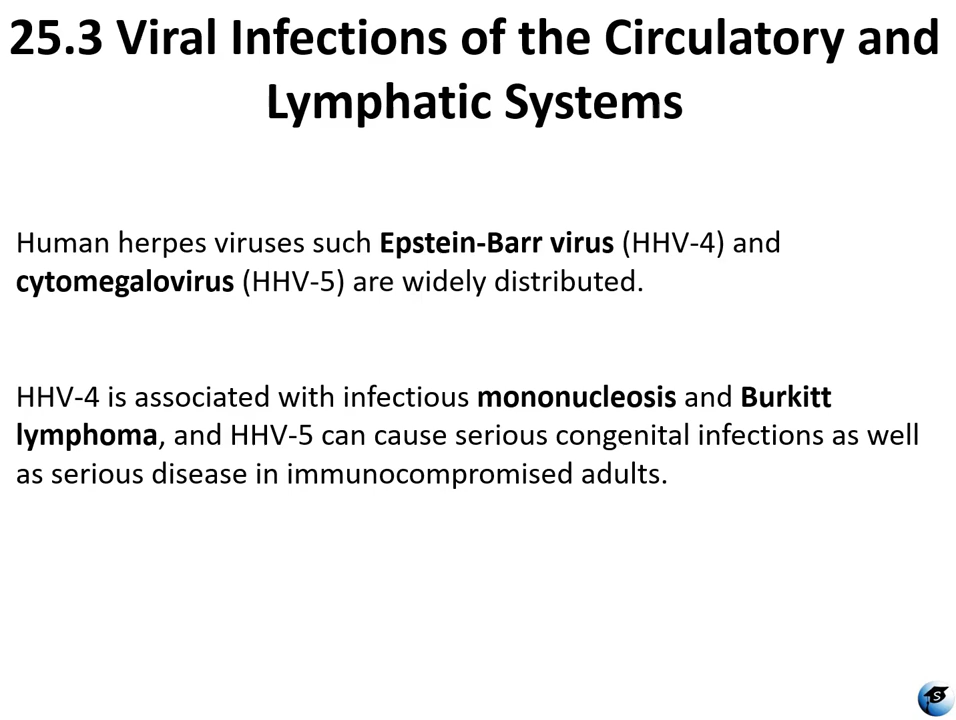 25.3 Viral Infections of the Circulatory and
Lymphatic Systems
Human herpes viruses such Epstein-Barr virus (HHV-4) and
cytomegalovirus (HHV-5) are widely distributed.
HHV-4 is associated with infectious mononucleosis and Burkitt
lymphoma, and HHV-5 can cause serious congenital infections as well
as serious disease in immunocompromised adults.
S